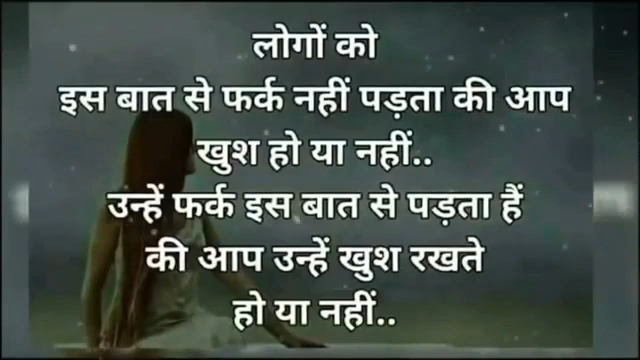 लोगों को
इस बात से फर्क नहीं पड़ता की आप
खुश हो या नहीं..
उन्हें फर्क इस बात से पड़ता हैं
की आप उन्हें खुश रखते
हो या नहीं..